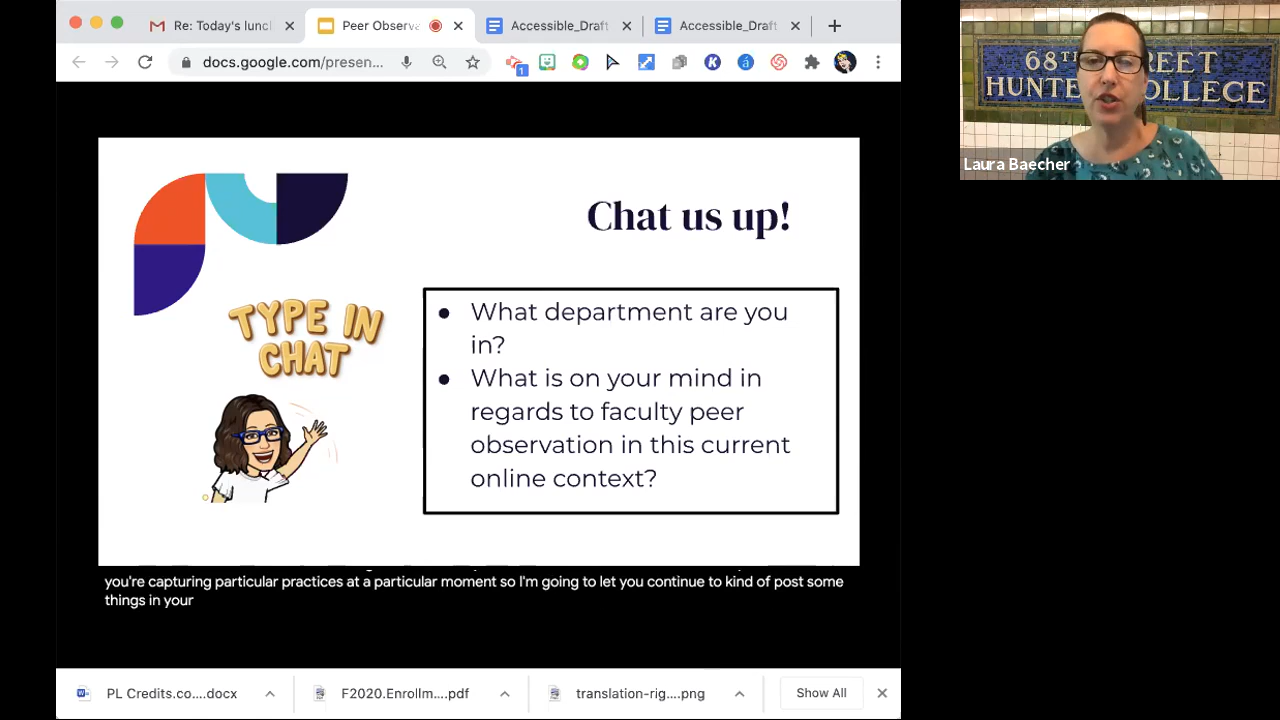 Re: Today's lunch
Peer Observa
Accessible_Draft
Accessible_Draft
docs.google.com/presen...
1
68TH STREET
HUNTER COLLEGE
Laura Baecher
Chat us up!
TYPE IN
CHAT
● What department are you
in?
● What is on your mind in
regards to faculty peer
observation in this current
online context?
you're capturing particular practices at a particular moment so I'm going to let you continue to kind of post some
things in your
PL Credits.co....docx
F2020.Enrollm...pdf
translation-rig....png
Show All